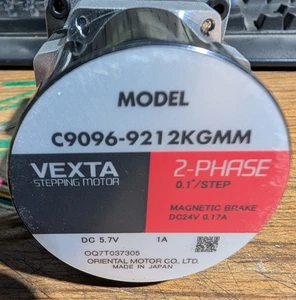 MODEL
C9096-9212KGMM
VEXTA
STEPPING MOTOR
2-PHASE
0.1°/STEP
MAGNETIC BRAKE
DC24V 0.17A
DC 5.7V 1A
OQ7T037305
ORIENTAL MOTOR CO., LTD.
MADE IN JAPAN